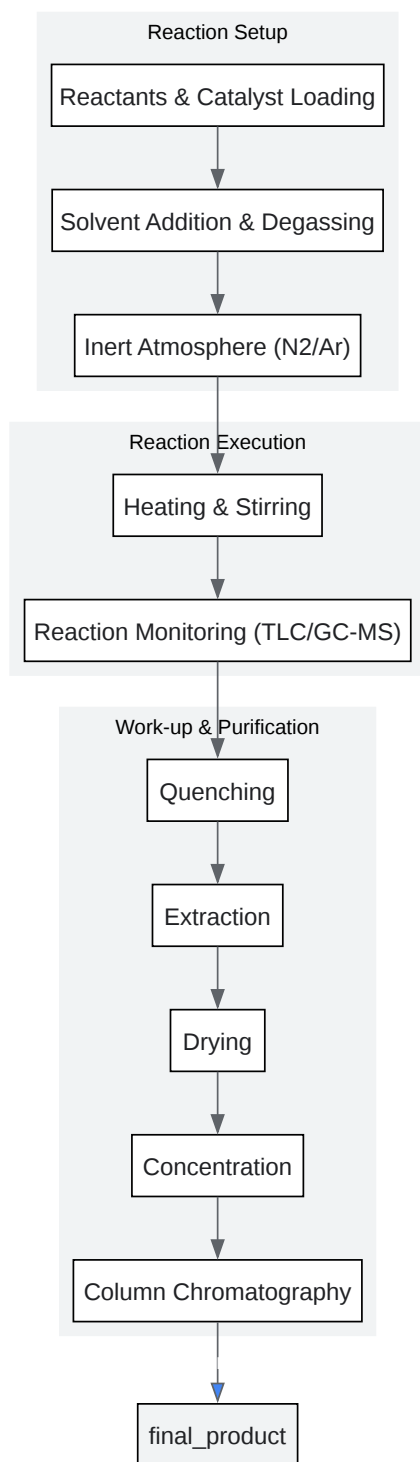 Reaction Setup
Reactants & Catalyst Loading
Solvent Addition & Degassing
Inert Atmosphere (N2/Ar)
Reaction Execution
Heating & Stirring
Reaction Monitoring (TLC/GC-MS)
Work-up & Purification
Quenching
Extraction
Drying
Concentration
Column Chromatography
final_product